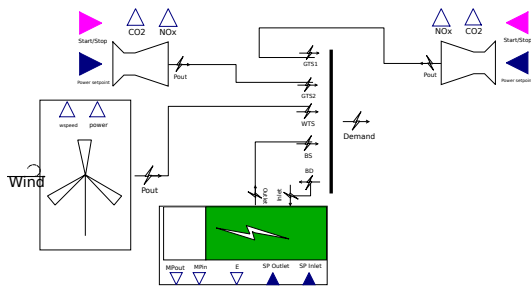 CO2
NOx
Start/Stop
Power setpoint
Pout
NOx
CO2
Start/Stop
Power setpoint
Pout
GTS1
GTS2
WTS
Demand
BS
BD
wspeed
power
Wind
Pout
Inlet
MPout
MPin
E
SP Outlet
SP Inlet